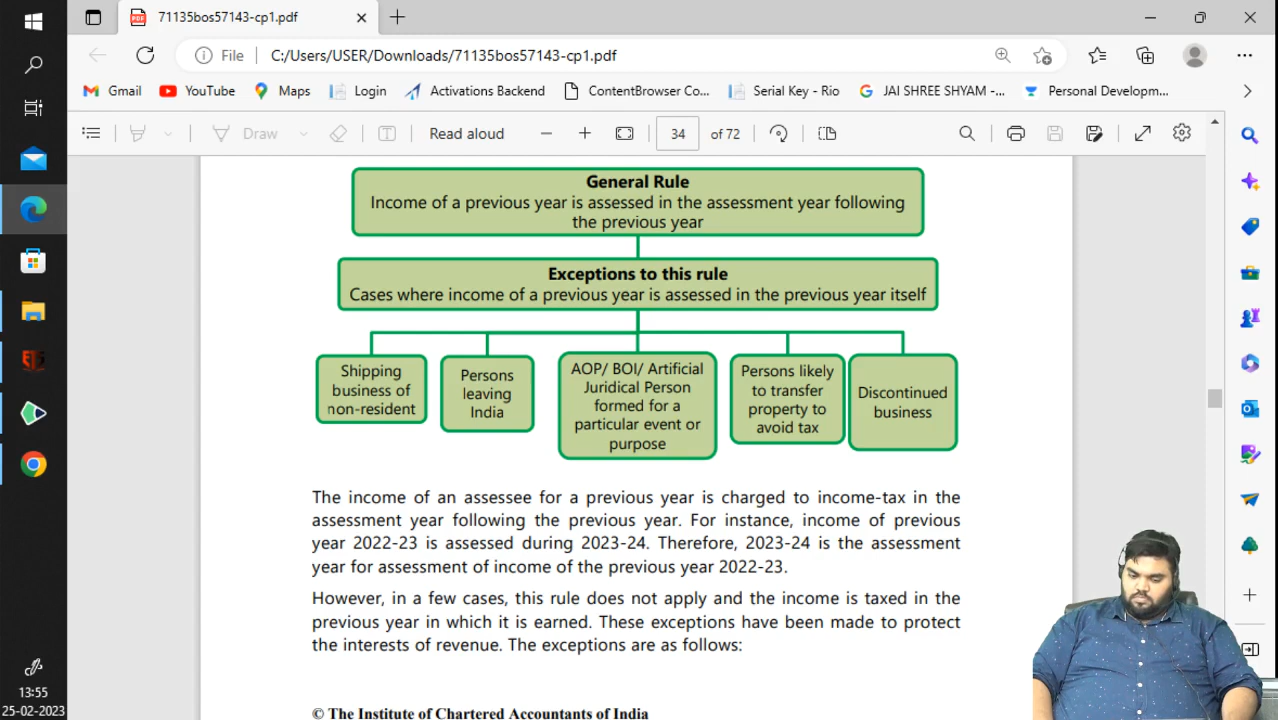 71135bos57143-cp1.pdf
File C:/Users/USER/Downloads/71135bos57143-cp1.pdf
Gmail YouTube Maps Login Activations Backend ContentBrowser Co... Serial Key - Rio JAI SHREE SHYAM -... Personal Developm...
Draw Read aloud 34 of 72
General Rule
Income of a previous year is assessed in the assessment year following
the previous year
Exceptions to this rule
Cases where income of a previous year is assessed in the previous year itself
Shipping
business of
non-resident
Persons
leaving
India
AOP/ BOI/ Artificial
Juridical Person
formed for a
particular event or
purpose
Persons likely
to transfer
property to
avoid tax
Discontinued
business
The income of an assessee for a previous year is charged to income-tax in the
assessment year following the previous year. For instance, income of previous
year 2022-23 is assessed during 2023-24. Therefore, 2023-24 is the assessment
year for assessment of income of the previous year 2022-23.
However, in a few cases, this rule does not apply and the income is taxed in the
previous year in which it is earned. These exceptions have been made to protect
the interests of revenue. The exceptions are as follows:
© The Institute of Chartered Accountants of India
13:55
25-02-2023